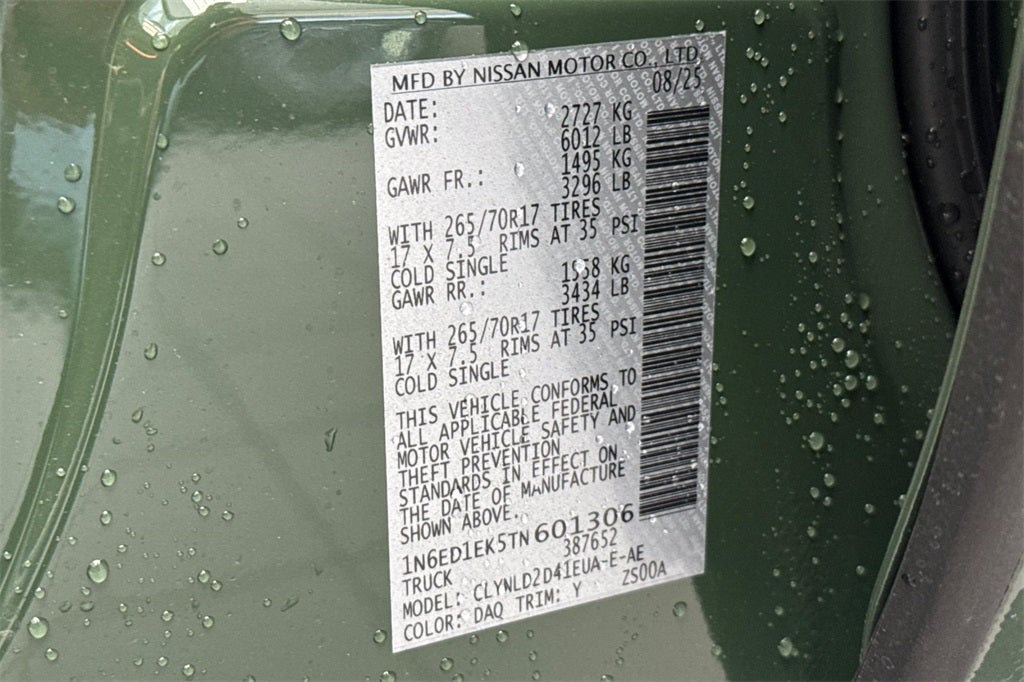 MFD BY NISSAN MOTOR CO., LTD.
DATE: 08/25
GVWR: 2727 KG
6012 LB
GAWR FR.: 1495 KG
3296 LB
WITH 265/70R17 TIRES
17 X 7.5 RIMS AT 35 PSI
COLD SINGLE
GAWR RR.: 1558 KG
3434 LB
WITH 265/70R17 TIRES
17 X 7.5 RIMS AT 35 PSI
COLD SINGLE
THIS VEHICLE CONFORMS TO
ALL APPLICABLE FEDERAL
MOTOR VEHICLE SAFETY AND
THEFT PREVENTION
STANDARDS IN EFFECT ON
THE DATE OF MANUFACTURE
SHOWN ABOVE.
1N6ED1EK5TN601306
387652
TRUCK
MODEL: CLYNLD2D41EUA-E-AE
COLOR: DAQ TRIM: Y ZS00A